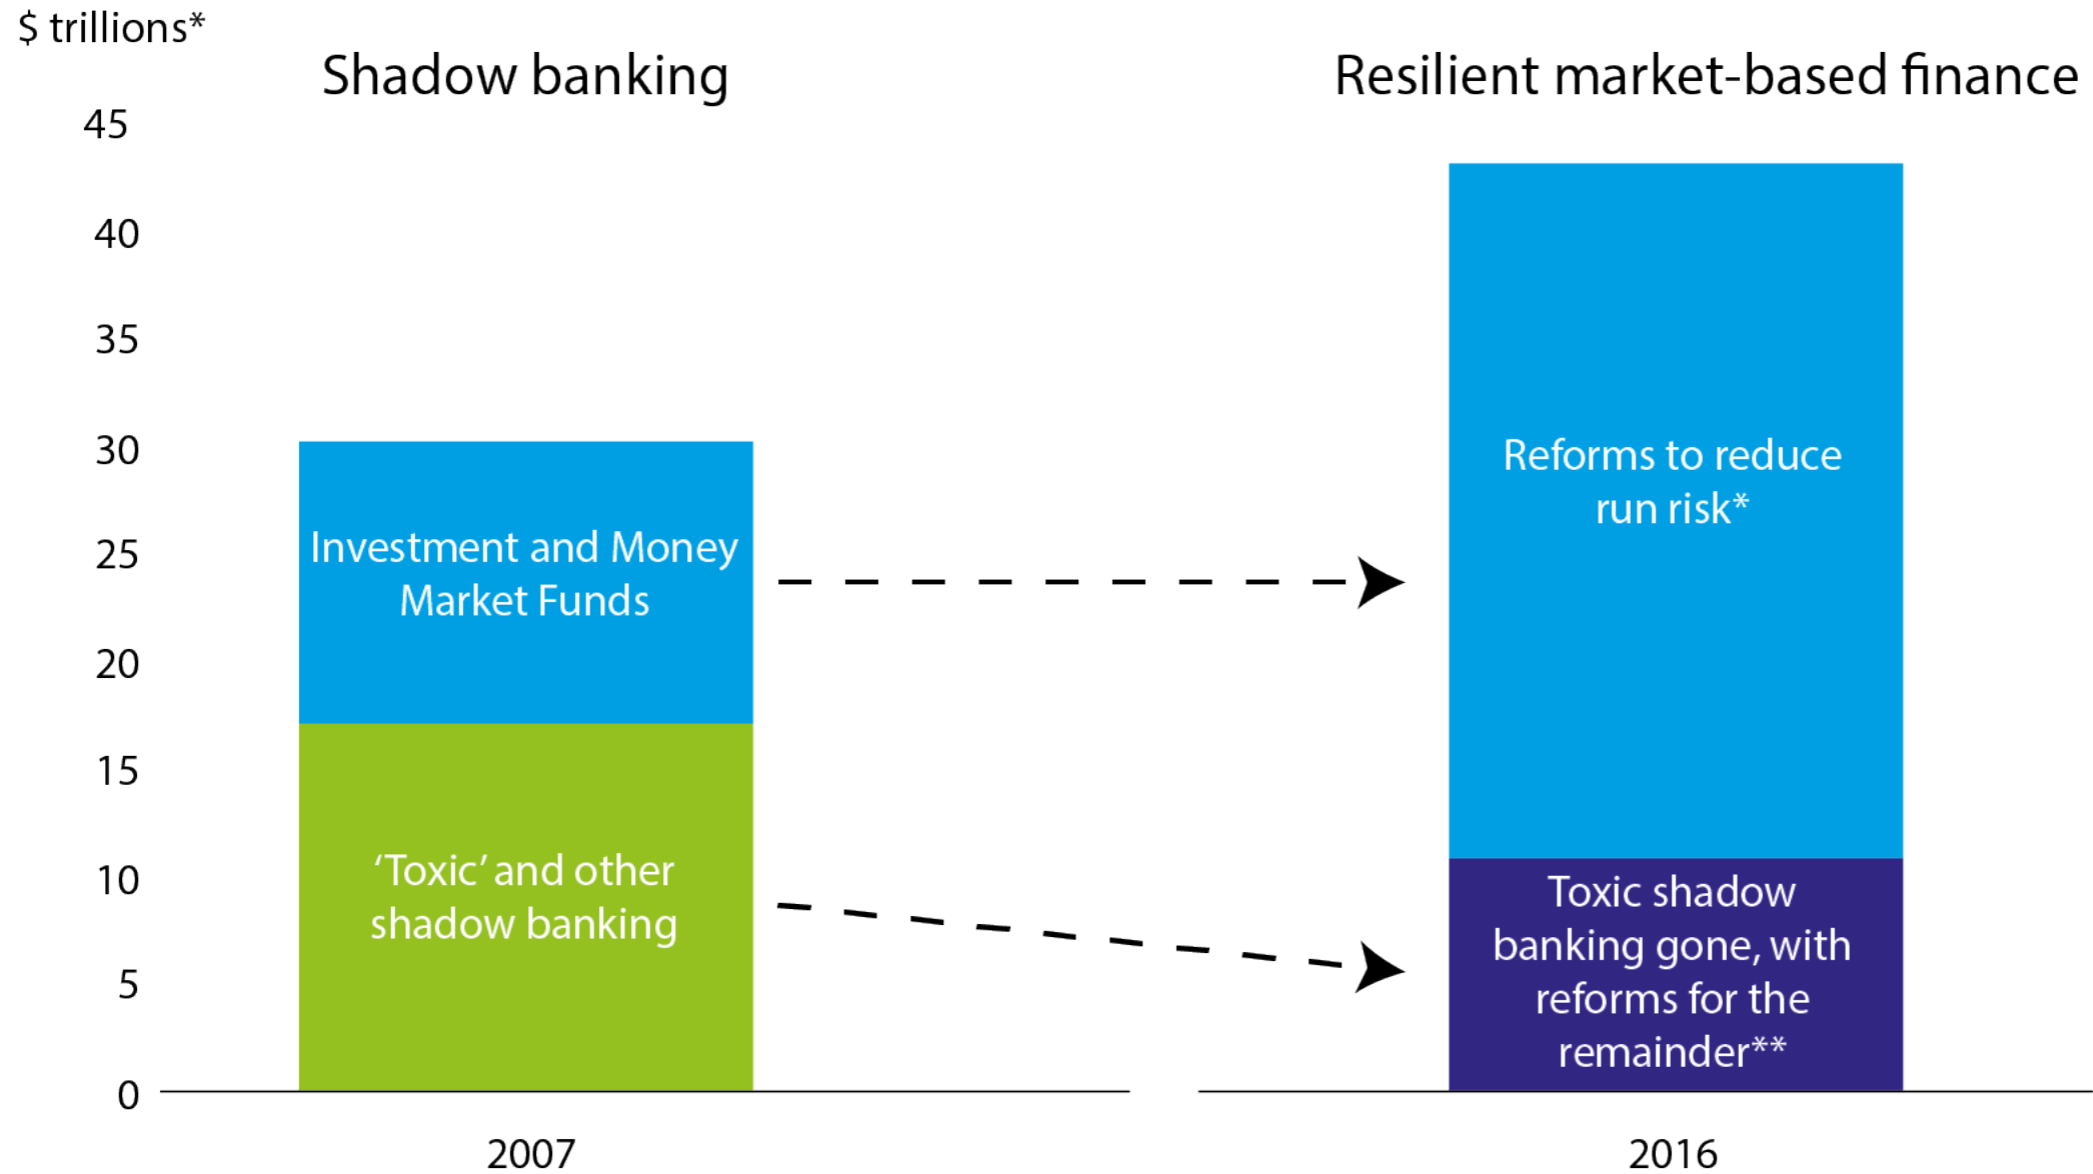 $ trillions*
Shadow banking
Resilient market-based finance
45
40
35
30
25
20
15
10
5
0
Investment and Money
Market Funds
‘Toxic’ and other
shadow banking
Reforms to reduce
run risk*
Toxic shadow
banking gone, with
reforms for the
remainder**
2007
2016